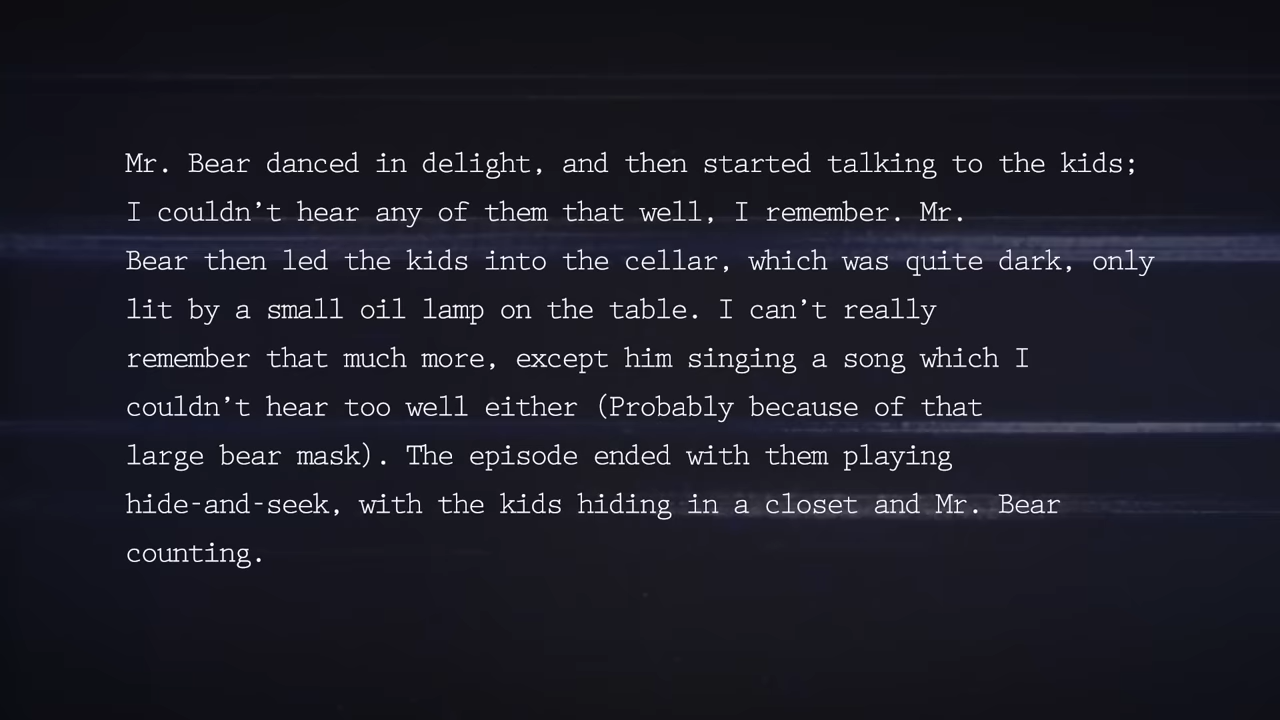 Mr. Bear danced in delight, and then started talking to the kids;
I couldn’t hear any of them that well, I remember. Mr.
Bear then led the kids into the cellar, which was quite dark, only
lit by a small oil lamp on the table. I can’t really
remember that much more, except him singing a song which I
couldn’t hear too well either (Probably because of that
large bear mask). The episode ended with them playing
hide-and-seek, with the kids hiding in a closet and Mr. Bear
counting.